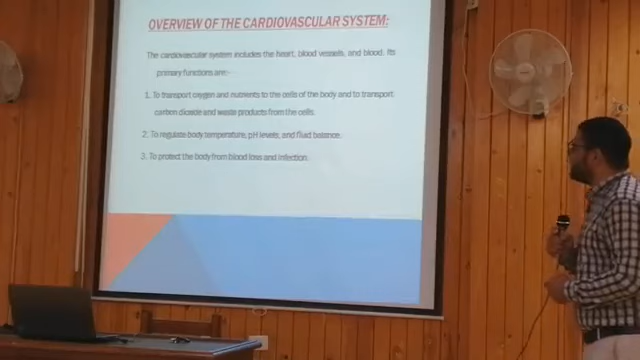 OVERVIEW OF THE CARDIOVASCULAR SYSTEM:
The cardiovascular system includes the heart, blood vessels, and blood. Its
primary functions are:-
1. To transport oxygen and nutrients to the cells of the body and to transport
carbon dioxide and waste products from the cells.
2. To regulate body temperature, pH levels, and fluid balance.
3. To protect the body from blood loss and infection.